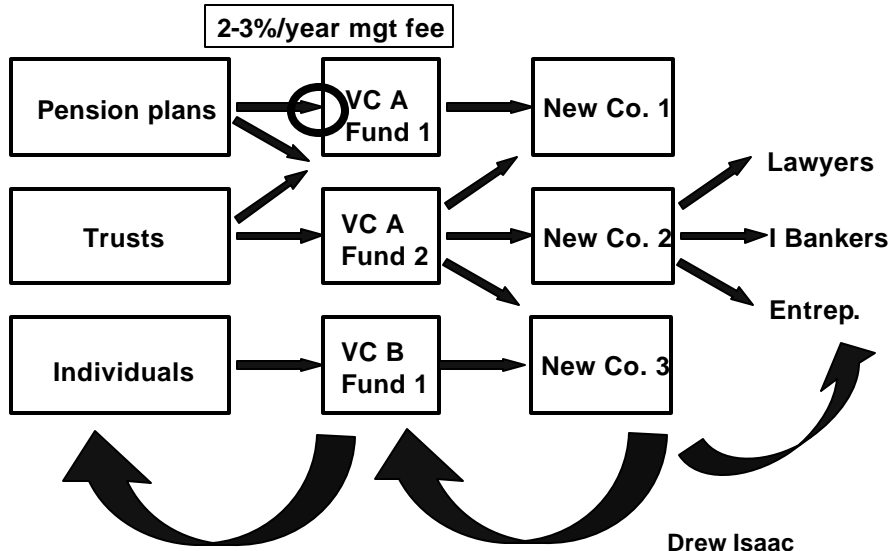 2-3%/year mgt fee
Pension plans
VC A
Fund 1
New Co. 1
Lawyers
Trusts
VC A
Fund 2
New Co. 2
I Bankers
Entrep.
Individuals
VC B
Fund 1
New Co. 3
Drew Isaac